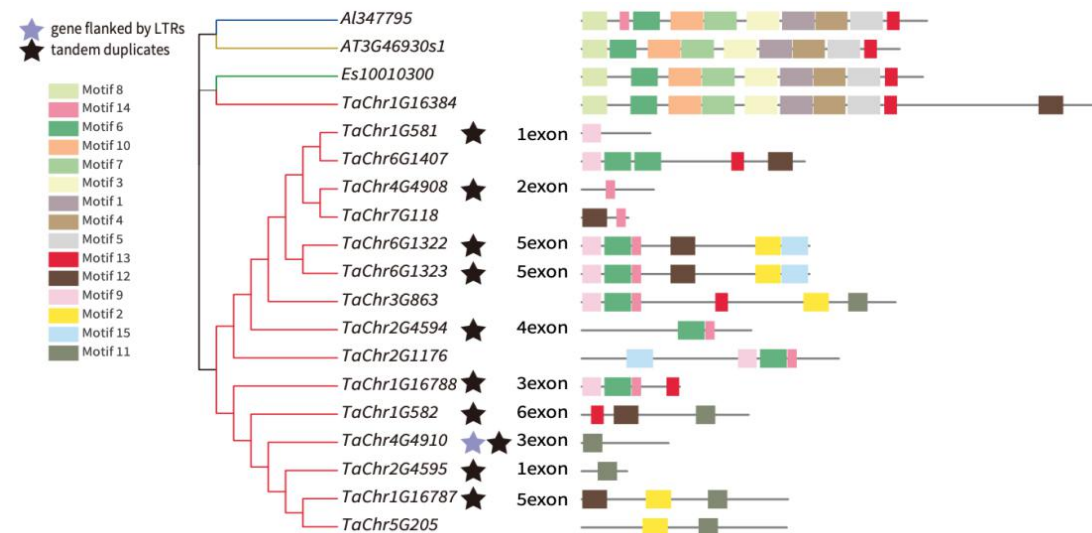 gene flanked by LTRs
tandem duplicates
Motif 8
Motif 14
Motif 6
Motif 10
Motif 7
Motif 3
Motif 1
Motif 4
Motif 5
Motif 13
Motif 12
Motif 9
Motif 2
Motif 15
Motif 11
Al347795
AT3G46930s1
Es10010300
TaChr1G16384
TaChr1G581 1exon
TaChr6G1407
TaChr4G4908 2exon
TaChr7G118
TaChr6G1322 5exon
TaChr6G1323 5exon
TaChr3G863
TaChr2G4594 4exon
TaChr2G1176
TaChr1G16788 3exon
TaChr1G582 6exon
TaChr4G4910 3exon
TaChr2G4595 1exon
TaChr1G16787 5exon
TaChr5G205